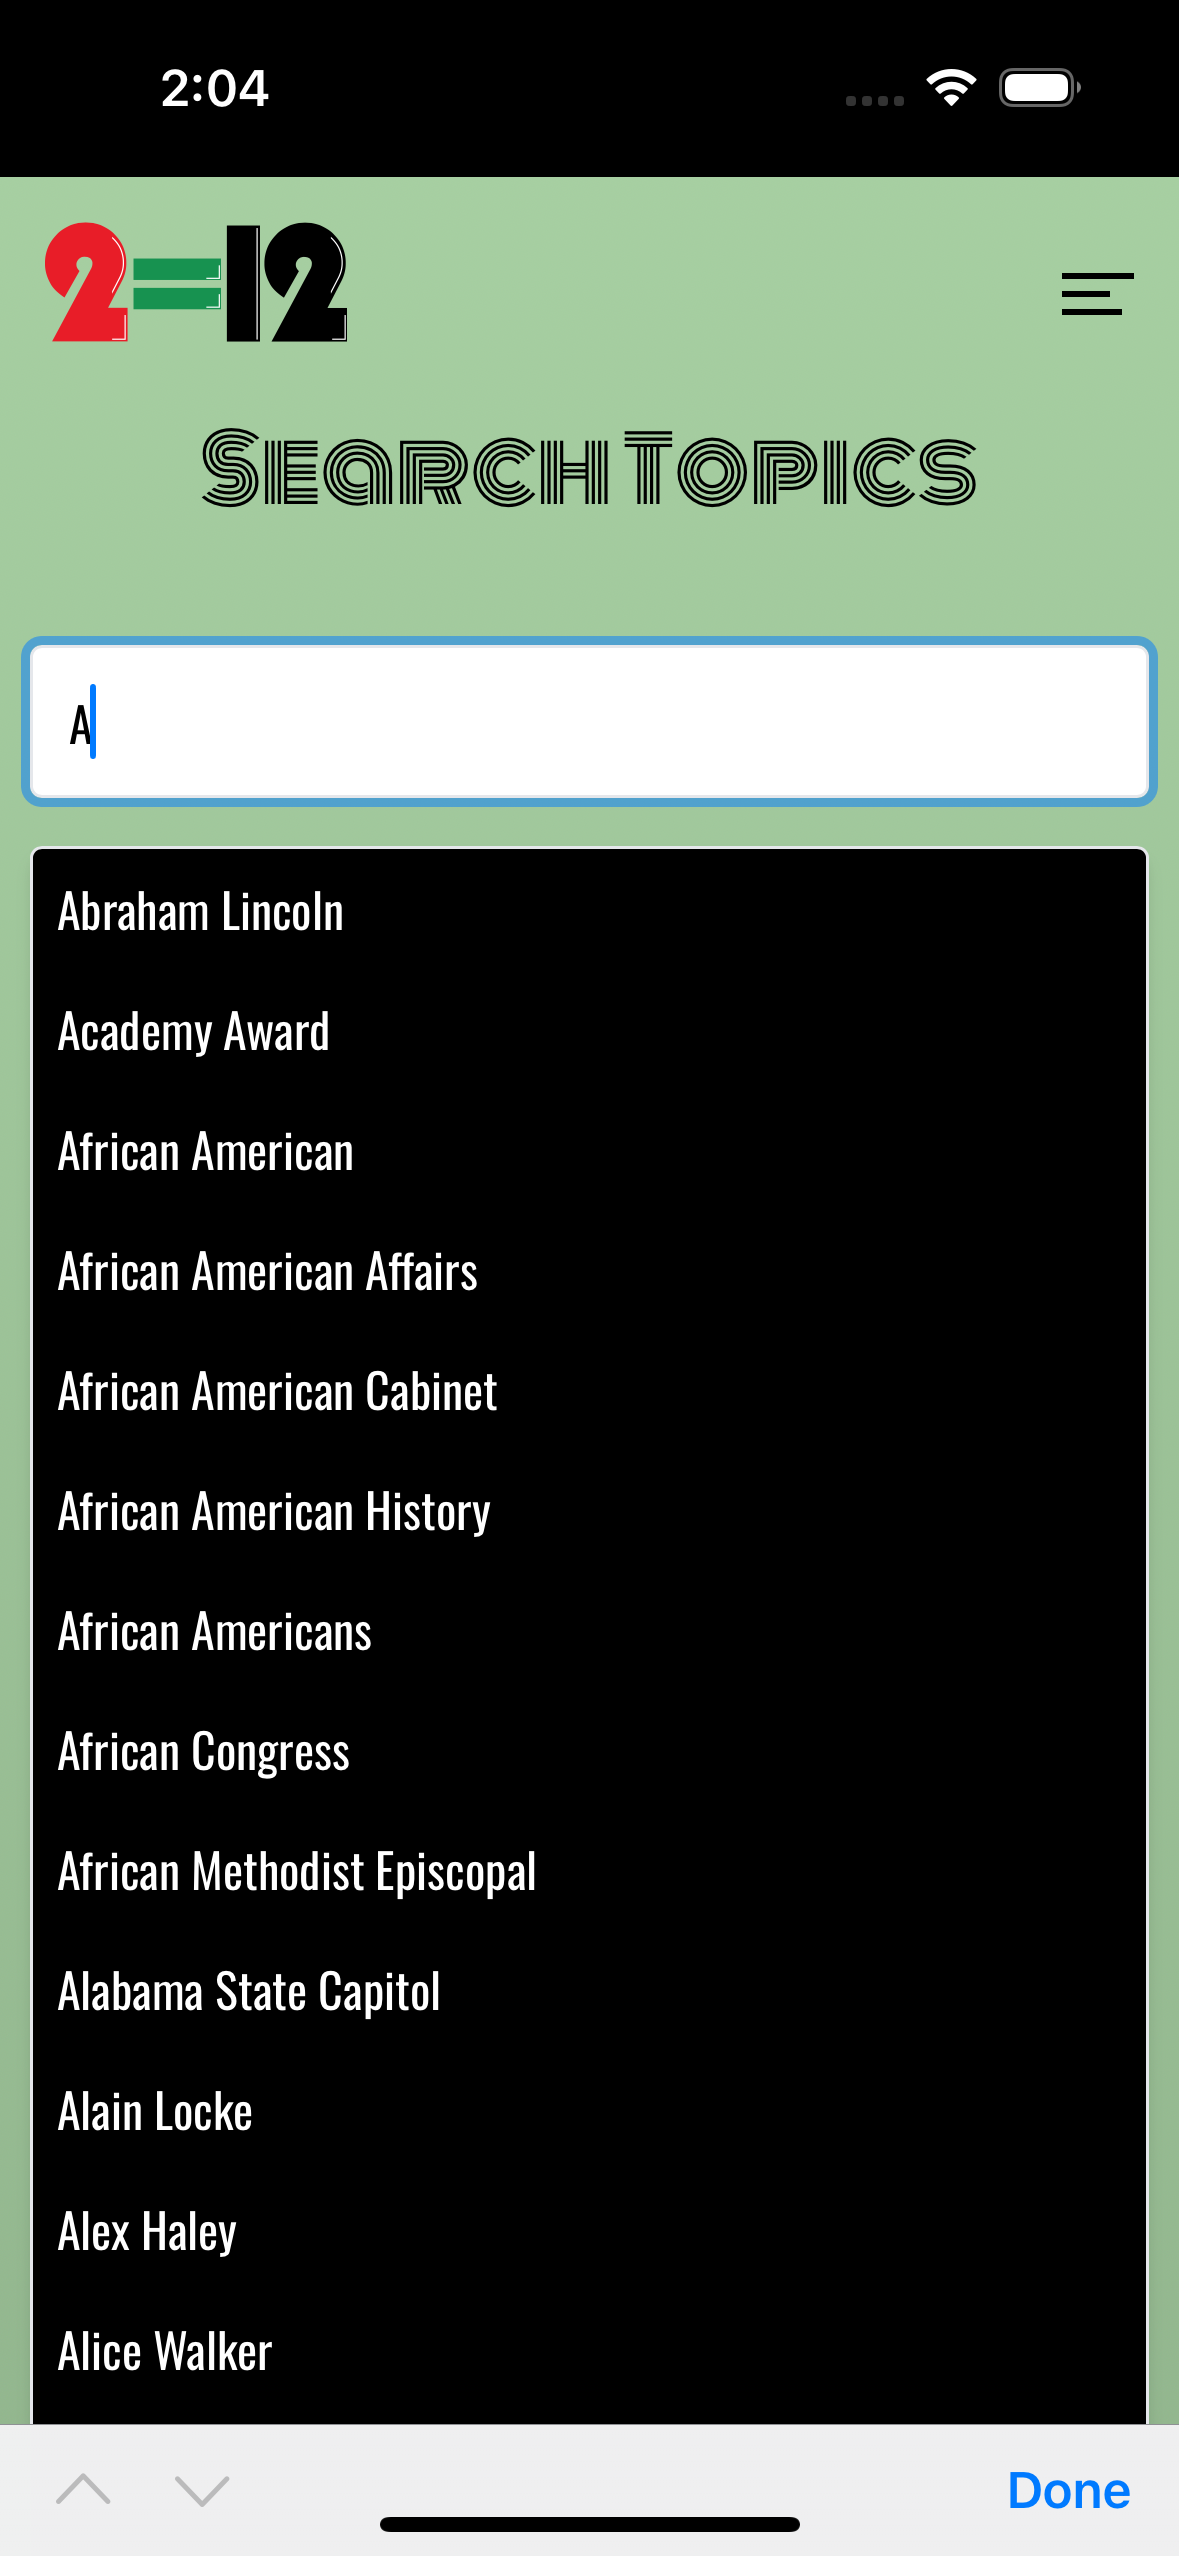 2:04
2=12
Search Topics
A
Abraham Lincoln
Academy Award
African American
African American Affairs
African American Cabinet
African American History
African Americans
African Congress
African Methodist Episcopal
Alabama State Capitol
Alain Locke
Alex Haley
Alice Walker
Done